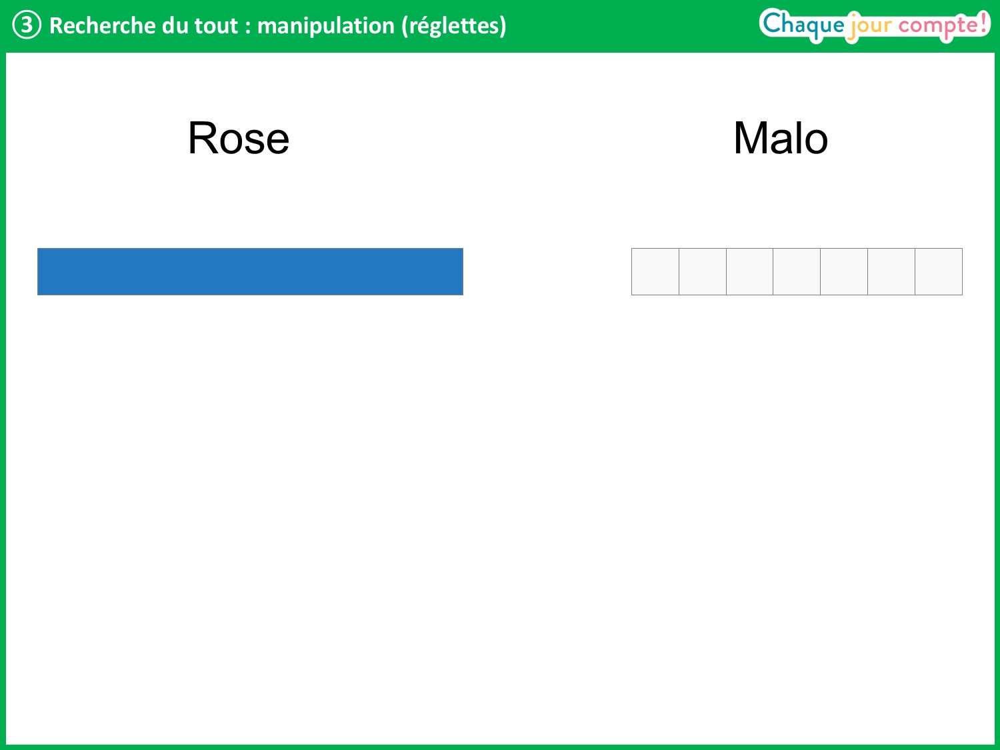 ③ Recherche du tout : manipulation (réglettes)
Chaque jour compte!
Rose
Malo